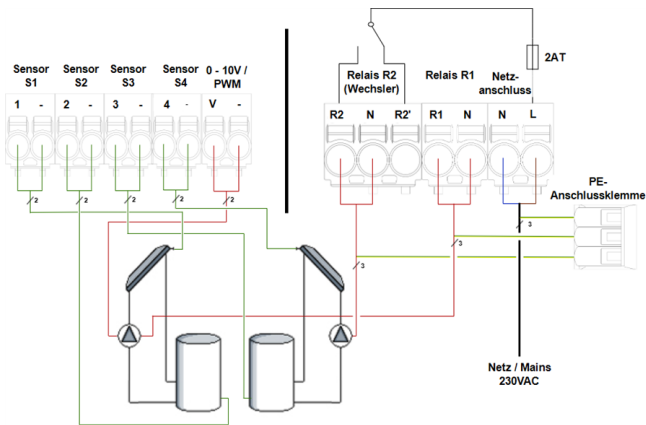 2AT
Sensor S1
Sensor S2
Sensor S3
Sensor S4
0 - 10V / PWM
Relais R2 (Wechsler)
Relais R1
Netz-
anschluss
1 - 2 - 3 - 4 - V -
R2 N R2' R1 N N L
PE-
Anschlussklemme
2 2 2 2 2
3
3
3
Netz / Mains
230VAC